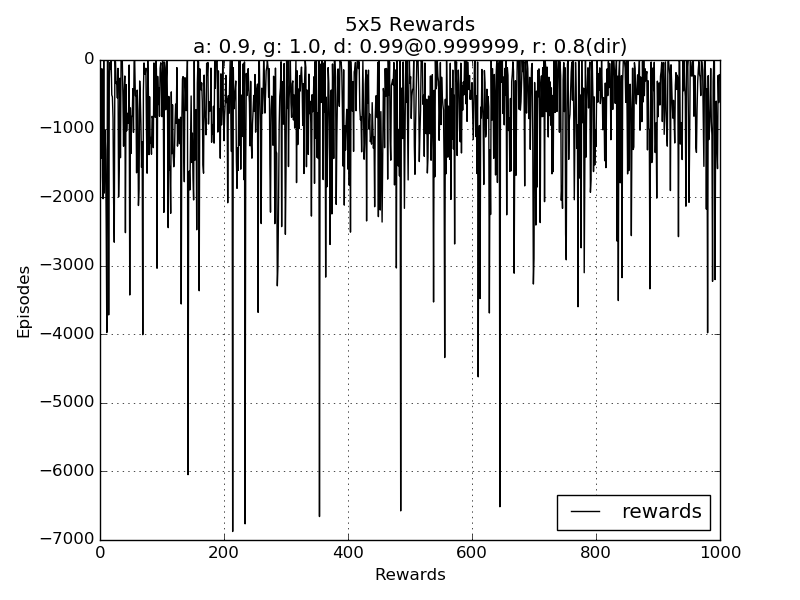 5x5 Rewards
a: 0.9, g: 1.0, d: 0.99@0.999999, r: 0.8(dir)
0
−1000
−2000
−3000
−4000
−5000
−6000
−7000
Episodes
rewards
0 200 400 600 800 1000
Rewards